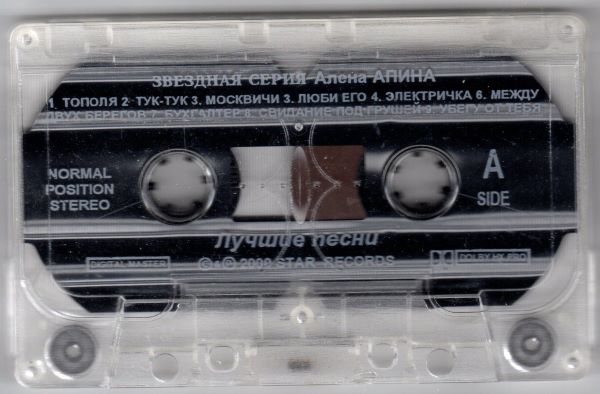 ЗВЕЗДНАЯ СЕРИЯ Алена АПИНА
1. ТОПОЛЯ 2. ТУК-ТУК 3. МОСКВИЧИ 3. ЛЮБИ ЕГО 4. ЭЛЕКТРИЧКА 6. МЕЖДУ
ДВУХ БЕРЕГОВ 7. БУХГАЛТЕР 8. СВИДАНИЕ ПОД ГРУШЕЙ 9. УБЕГУ ОТ ТЕБЯ
NORMAL
POSITION
STEREO
A
SIDE
Лучшие песни
DIGITAL MASTER
© ℗ 2000 STAR RECORDS
DOLBY HX PRO